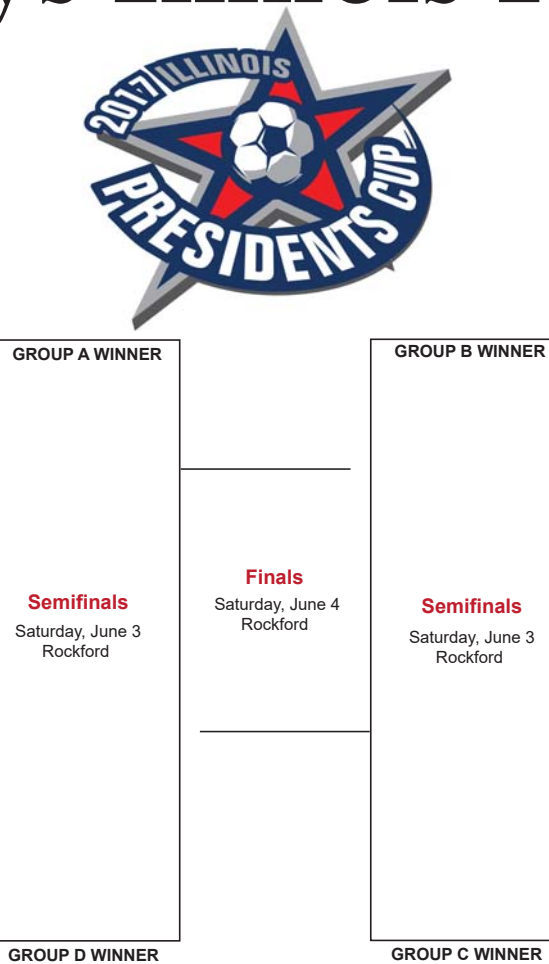 2017 ILLINOIS
PRESIDENTS CUP
GROUP A WINNER
GROUP B WINNER
Finals
Saturday, June 4
Rockford
Semifinals
Saturday, June 3
Rockford
Semifinals
Saturday, June 3
Rockford
GROUP D WINNER
GROUP C WINNER